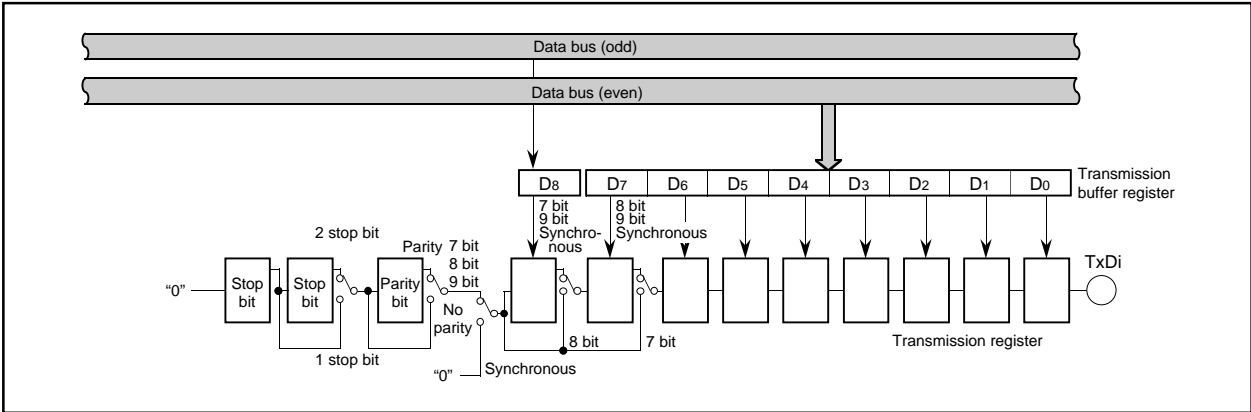 Data bus (odd)
Data bus (even)
D8
D7
D6
D5
D4
D3
D2
D1
D0
Transmission
buffer register
7 bit
9 bit
Synchro-
nous
8 bit
9 bit
Synchronous
2 stop bit
Parity
7 bit
8 bit
9 bit
TxDi
“0”
Stop
bit
Stop
bit
Parity
bit
No
parity
1 stop bit
8 bit
7 bit
Transmission register
“0”
Synchronous